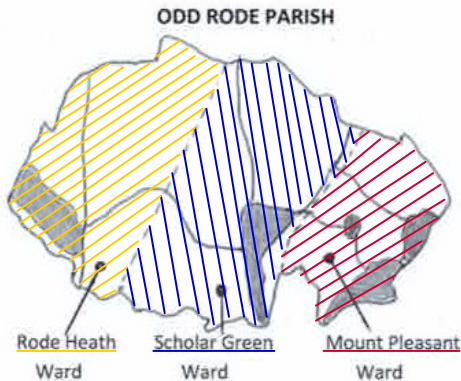 ODD RODE PARISH
Rode Heath Scholar Green Mount Pleasant
Ward Ward Ward